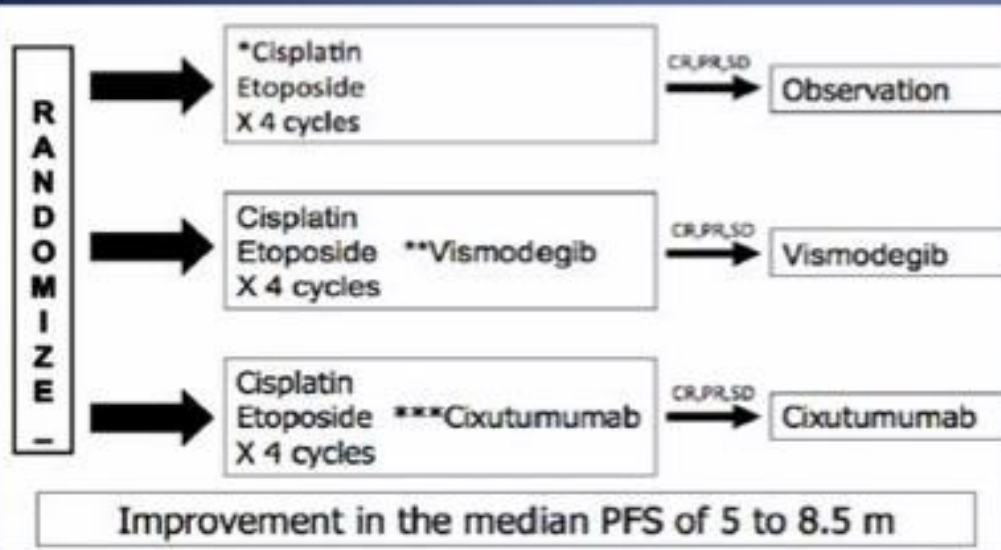 RANDOMIZE_
*Cisplatin
Etoposide
X 4 cycles
CR,PR,SD
Observation
Cisplatin
Etoposide **Vismodegib
X 4 cycles
CR,PR,SD
Vismodegib
Cisplatin
Etoposide ***Cixutumumab
X 4 cycles
CR,PR,SD
Cixutumumab
Improvement in the median PFS of 5 to 8.5 m